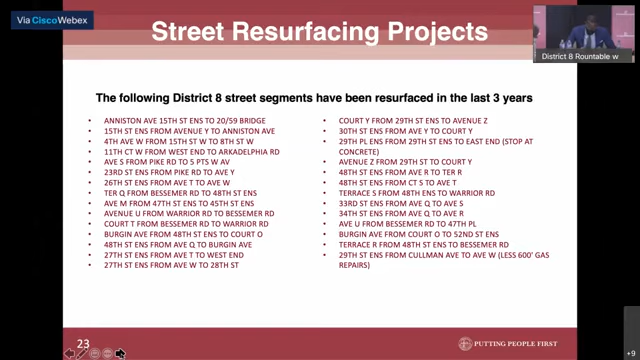 Via Cisco Webex
Street Resurfacing Projects
District 8 Roundtable w
The following District 8 street segments have been resurfaced in the last 3 years
• ANNISTON AVE 15TH ST ENS TO 20/59 BRIDGE
• 15TH ST ENS FROM AVENUE Y TO ANNISTON AVE
• 4TH AVE W FROM 15TH ST W TO 8TH ST W
• 11TH CT W FROM WEST END TO ARKADELPHIA RD
• AVE S FROM PIKE RD TO 5 PTS W AV
• 23RD ST ENS FROM PIKE RD TO AVE Y
• 26TH ST ENS FROM AVE T TO AVE W
• TER Q FROM BESSEMER RD TO 48TH ST ENS
• AVE M FROM 47TH ST ENS TO 45TH ST ENS
• AVENUE U FROM WARRIOR RD TO BESSEMER RD
• COURT T FROM BESSEMER RD TO WARRIOR RD
• BURGIN AVE FROM 48TH ST ENS TO COURT O
• 48TH ST ENS FROM AVE Q TO BURGIN AVE
• 27TH ST ENS FROM AVE T TO WEST END
• 27TH ST ENS FROM AVE W TO 28TH ST
• COURT Y FROM 29TH ST ENS TO AVENUE Z
• 30TH ST ENS FROM AVE Y TO COURT Y
• 29TH PL ENS FROM 29TH ST ENS TO EAST END (STOP AT
CONCRETE)
• AVENUE Z FROM 29TH ST TO COURT Y
• 48TH ST ENS FROM AVE R TO TER R
• 48TH ST ENS FROM CT S TO AVE T
• TERRACE S FROM 48TH ST ENS TO WARRIOR RD
• 33RD ST ENS FROM AVE Q TO AVE S
• 34TH ST ENS FROM AVE Q TO AVE R
• AVE U FROM BESSEMER RD TO 47TH PL
• BURGIN AVE FROM COURT O TO 52ND ST ENS
• TERRACE R FROM 48TH ST ENS TO BESSEMER RD
• 29TH ST ENS FROM CULLMAN AVE TO AVE W (LESS 600' GAS
REPAIRS)
23
PUTTING PEOPLE FIRST
+9